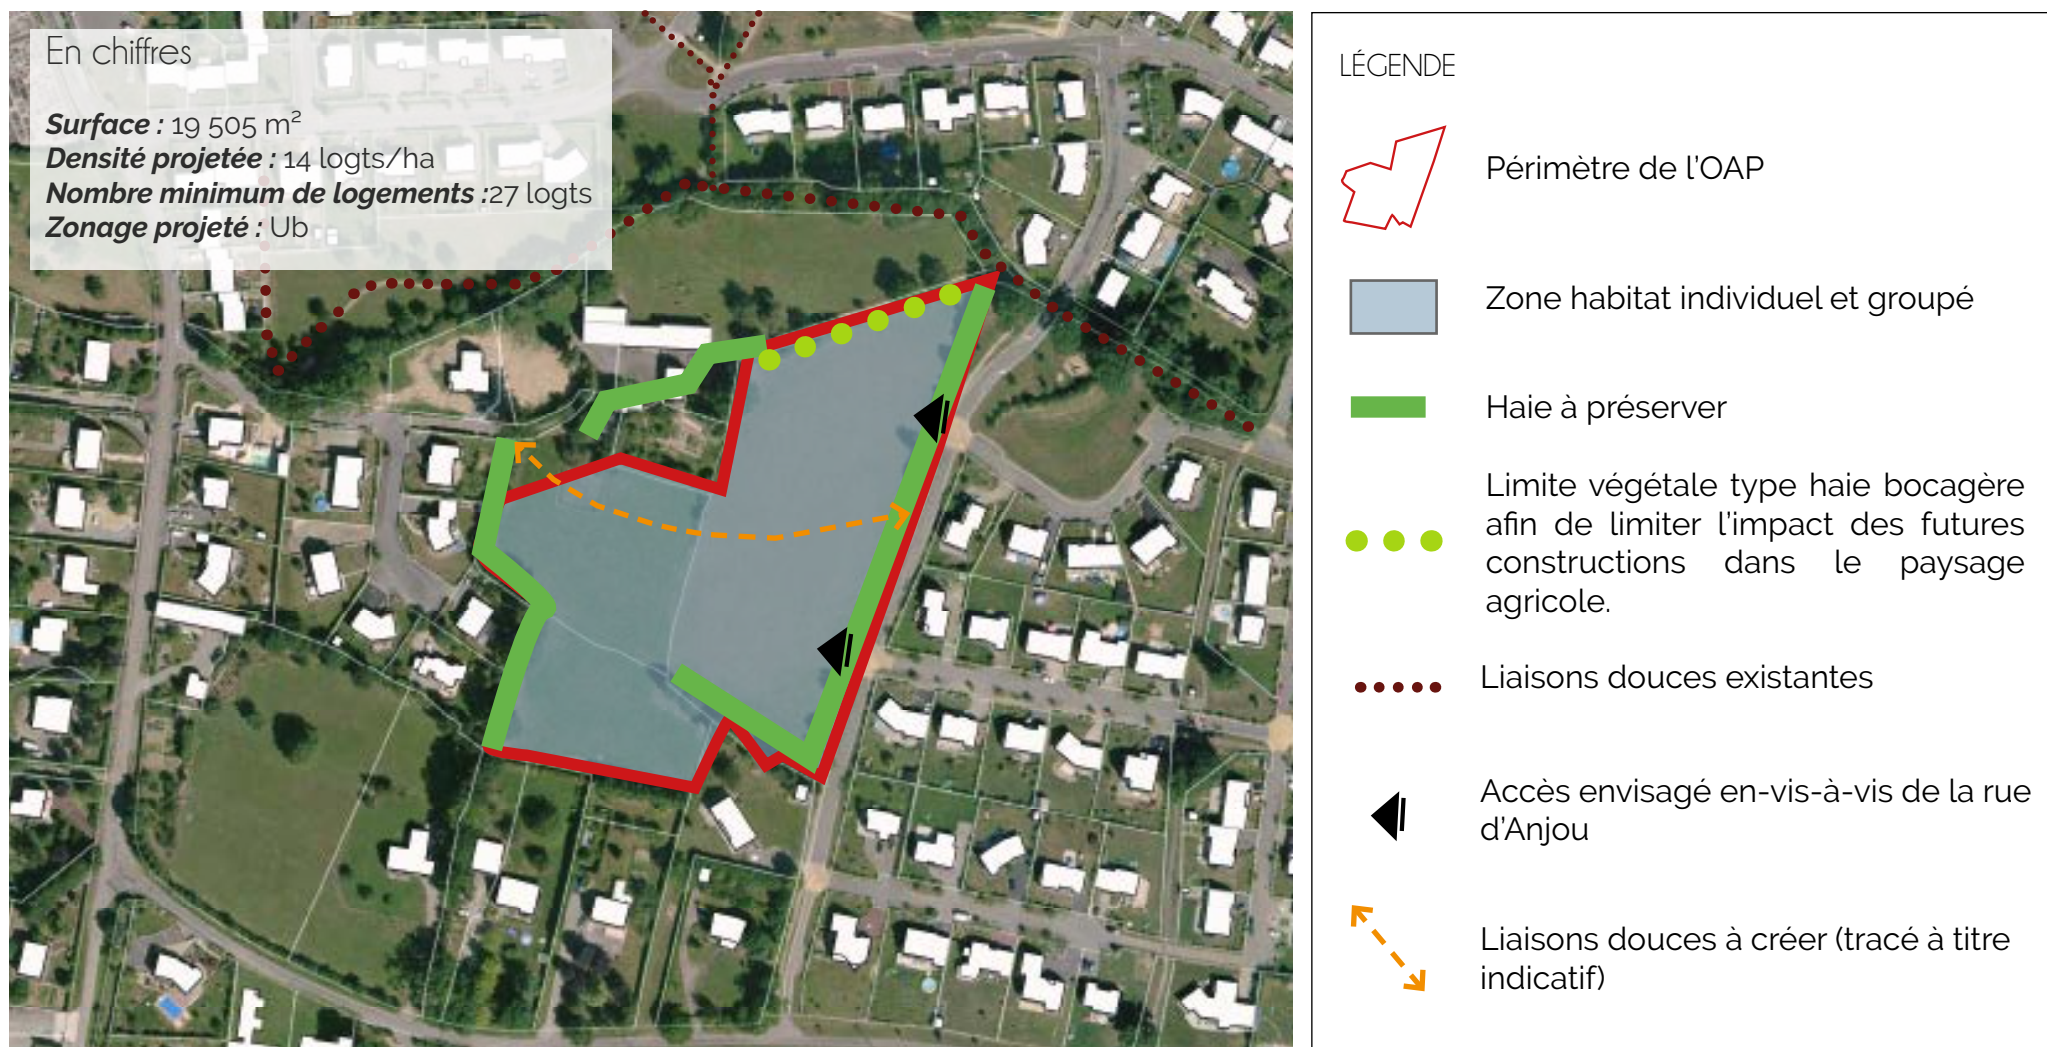 En chiffres
Surface : 19 505 m²
Densité projetée : 14 logts/ha
Nombre minimum de logements :27 logts
Zonage projeté : Ub
LÉGENDE
Périmètre de l'OAP
Zone habitat individuel et groupé
Haie à préserver
Limite végétale type haie bocagère
afin de limiter l'impact des futures
constructions dans le paysage
agricole.
Liaisons douces existantes
Accès envisagé en-vis-à-vis de la rue
d'Anjou
Liaisons douces à créer (tracé à titre
indicatif)